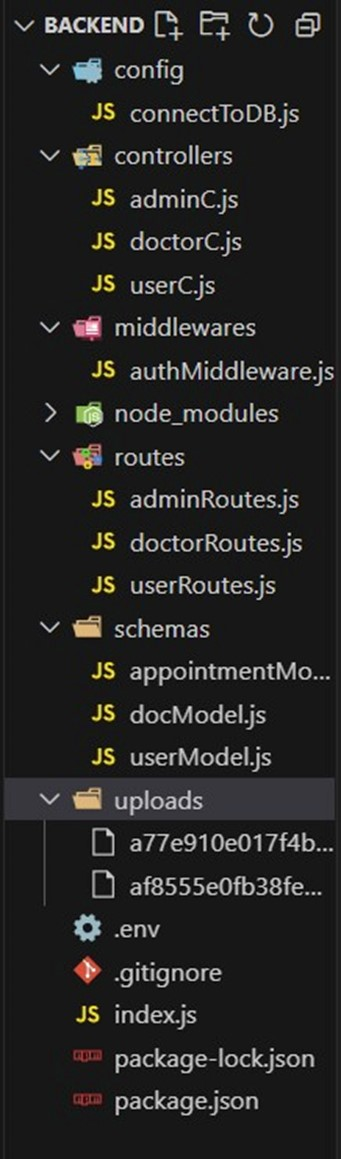 BACKEND
config
JS connectToDB.js
controllers
JS adminC.js
JS doctorC.js
JS userC.js
middlewares
JS authMiddleware.js
node_modules
routes
JS adminRoutes.js
JS doctorRoutes.js
JS userRoutes.js
schemas
JS appointmentMo...
JS docModel.js
JS userModel.js
uploads
a77e910e017f4b...
af8555e0fb38fe...
.env
.gitignore
JS index.js
package-lock.json
package.json